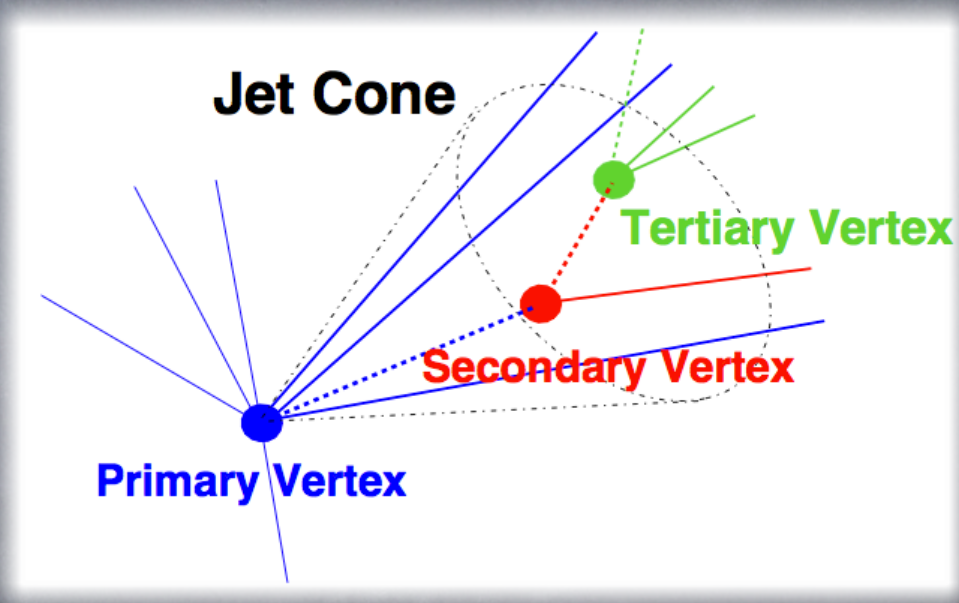 Jet Cone
Tertiary Vertex
Secondary Vertex
Primary Vertex